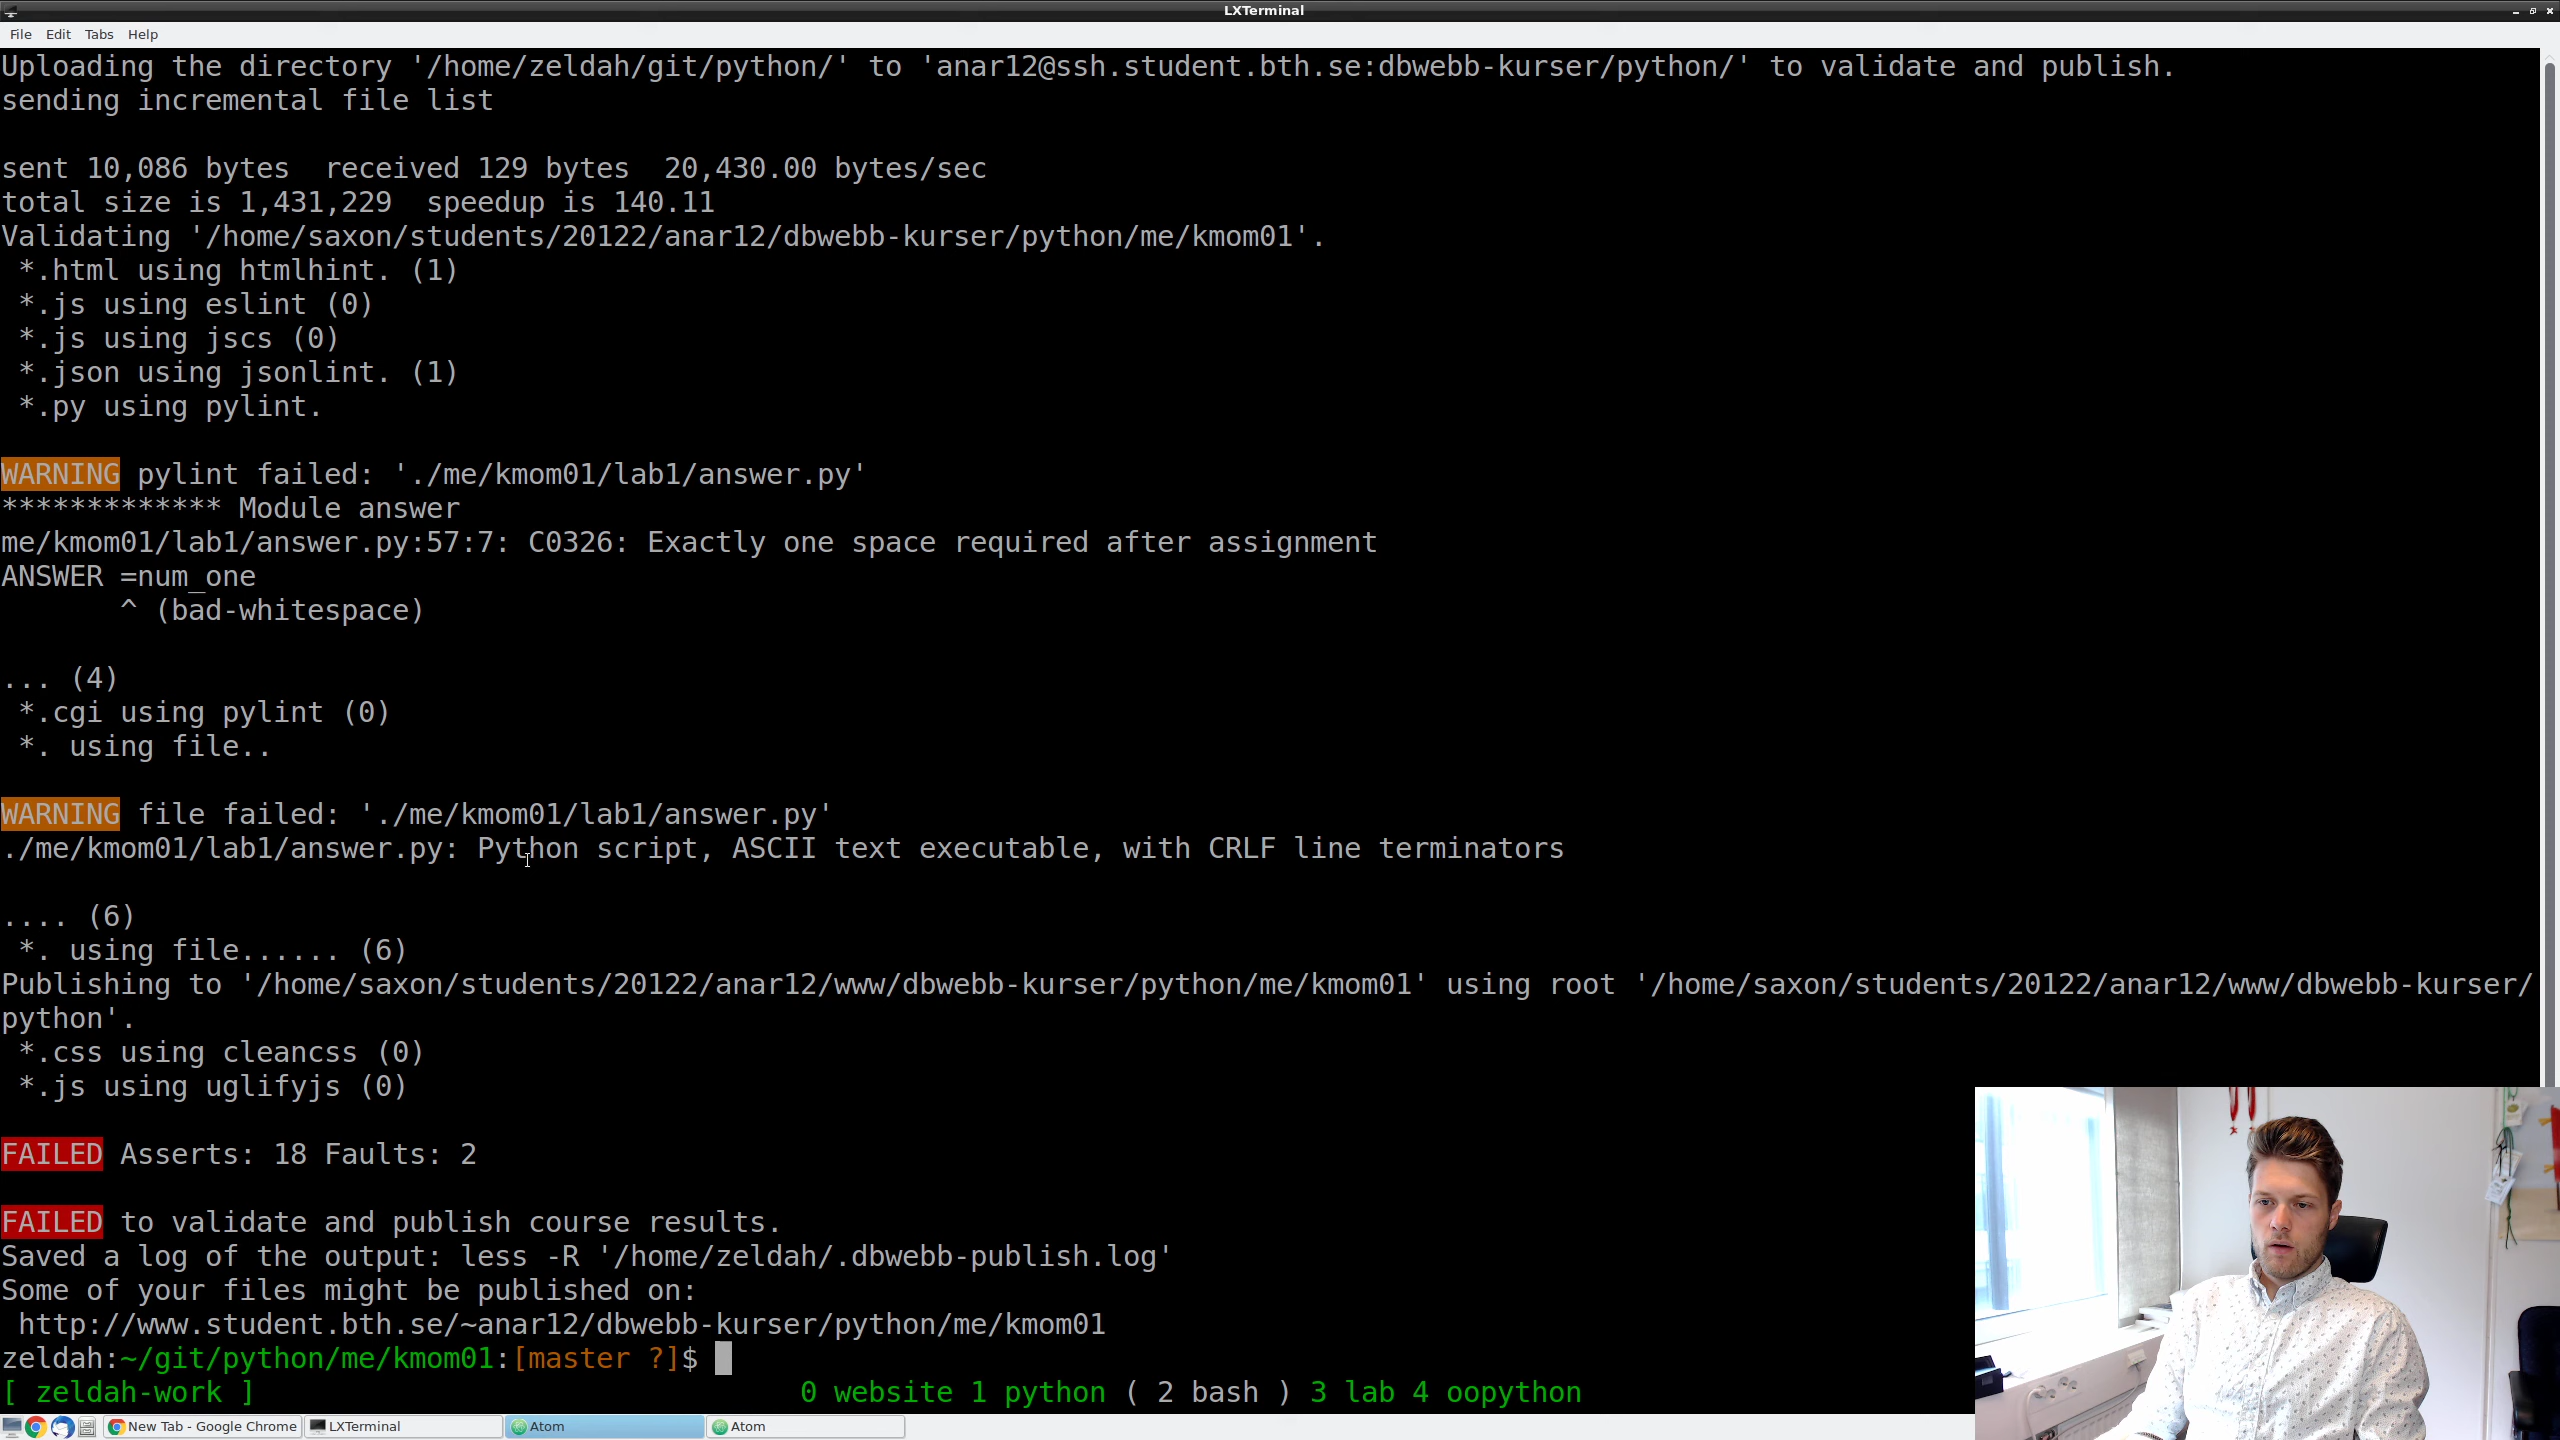 LXTerminal
File Edit Tabs Help
Uploading the directory '/home/zeldah/git/python/' to 'anar12@ssh.student.bth.se:dbwebb-kurser/python/' to validate and publish.
sending incremental file list
sent 10,086 bytes  received 129 bytes  20,430.00 bytes/sec
total size is 1,431,229  speedup is 140.11
Validating '/home/saxon/students/20122/anar12/dbwebb-kurser/python/me/kmom01'.
 *.html using htmlhint. (1)
 *.js using eslint (0)
 *.js using jscs (0)
 *.json using jsonlint. (1)
 *.py using pylint.
WARNING pylint failed: './me/kmom01/lab1/answer.py'
************* Module answer
me/kmom01/lab1/answer.py:57:7: C0326: Exactly one space required after assignment
ANSWER =num_one
       ^ (bad-whitespace)
... (4)
 *.cgi using pylint (0)
 *. using file..
WARNING file failed: './me/kmom01/lab1/answer.py'
./me/kmom01/lab1/answer.py: Python script, ASCII text executable, with CRLF line terminators
.... (6)
 *. using file...... (6)
Publishing to '/home/saxon/students/20122/anar12/www/dbwebb-kurser/python/me/kmom01' using root '/home/saxon/students/20122/anar12/www/dbwebb-kurser/
python'.
 *.css using cleancss (0)
 *.js using uglifyjs (0)
FAILED Asserts: 18 Faults: 2
FAILED to validate and publish course results.
Saved a log of the output: less -R '/home/zeldah/.dbwebb-publish.log'
Some of your files might be published on:
 http://www.student.bth.se/~anar12/dbwebb-kurser/python/me/kmom01
zeldah:~/git/python/me/kmom01:[master ?]$
[ zeldah-work ] 0 website 1 python ( 2 bash ) 3 lab 4 oopython
New Tab - Google Chrome LXTerminal Atom Atom